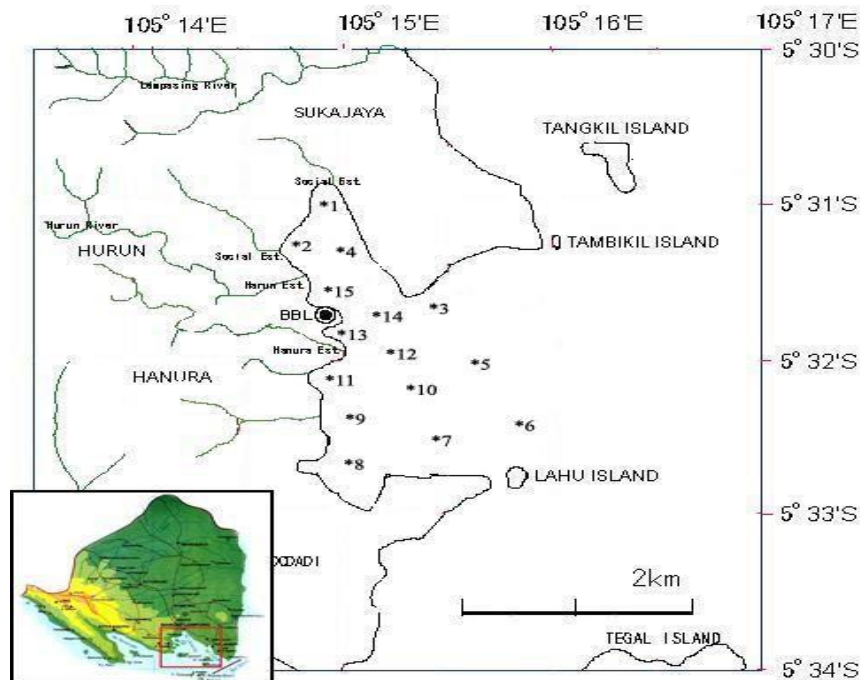 105° 14'E 105° 15'E 105° 16'E 105° 17'E
5° 30'S
Lampasing River
SUKAJAYA
TANGKIL ISLAND
Social Est.
*1
5° 31'S
Hurun River
HURUN
Social Est.
*2
*4
TAMBIKIL ISLAND
Harun Est.
*15
*3
BBL
*14
*13
Hanura Est.
*12
*5
5° 32'S
HANURA
*11
*10
*9
*6
*7
*8
LAHU ISLAND
5° 33'S
2km
TEGAL ISLAND
5° 34'S